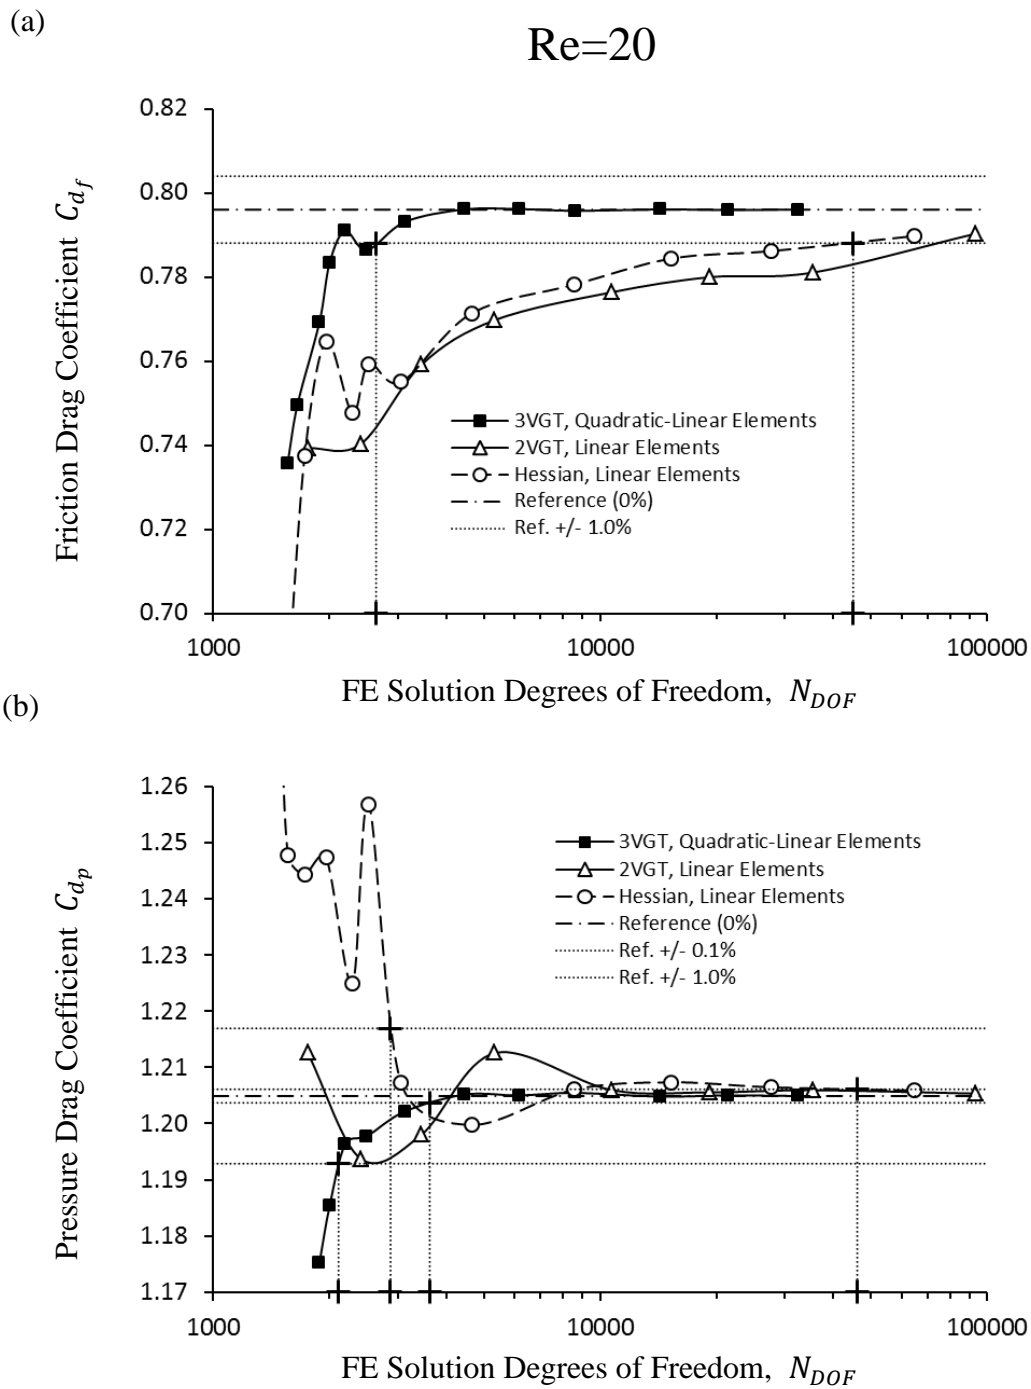 (a)
Re=20
Friction Drag Coefficient C_{d_f}
0.82
0.80
0.78
0.76
0.74
0.72
0.70
3VGT, Quadratic-Linear Elements
2VGT, Linear Elements
Hessian, Linear Elements
Reference (0%)
Ref. +/- 1.0%
1000
10000
100000
FE Solution Degrees of Freedom, N_{DOF}
(b)
Pressure Drag Coefficient C_{d_p}
1.26
1.25
1.24
1.23
1.22
1.21
1.20
1.19
1.18
1.17
3VGT, Quadratic-Linear Elements
2VGT, Linear Elements
Hessian, Linear Elements
Reference (0%)
Ref. +/- 0.1%
Ref. +/- 1.0%
1000
10000
100000
FE Solution Degrees of Freedom, N_{DOF}